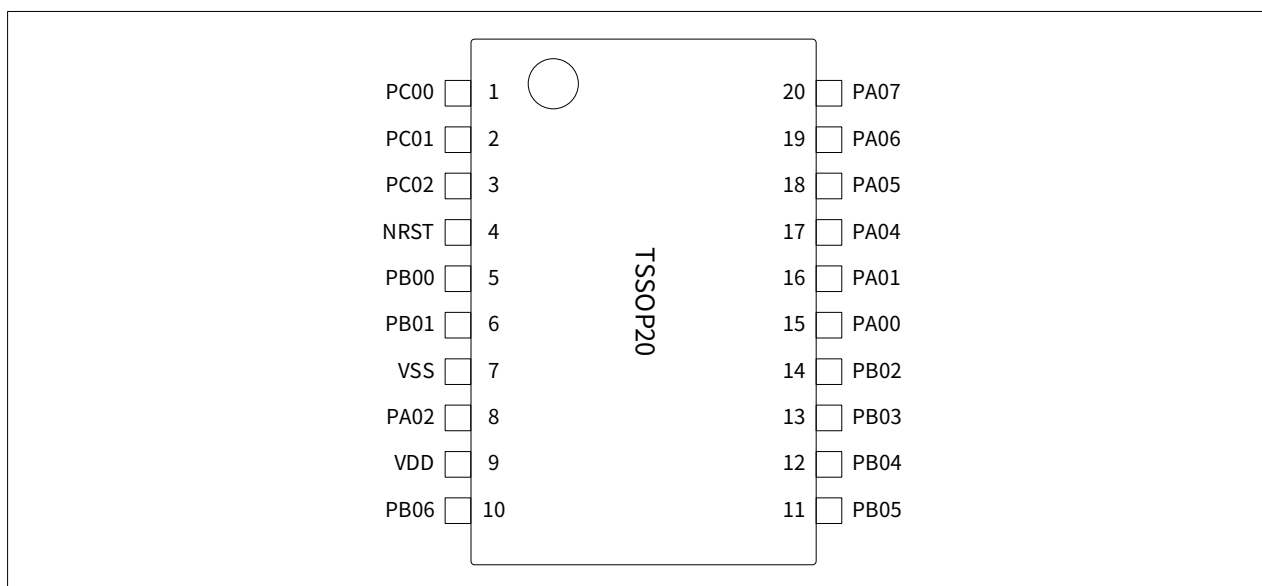 PC00 1 20 PA07
PC01 2 19 PA06
PC02 3 18 PA05
NRST 4 17 PA04
PB00 5 16 PA01
PB01 6 15 PA00
VSS 7 14 PB02
PA02 8 13 PB03
VDD 9 12 PB04
PB06 10 11 PB05
TSSOP20